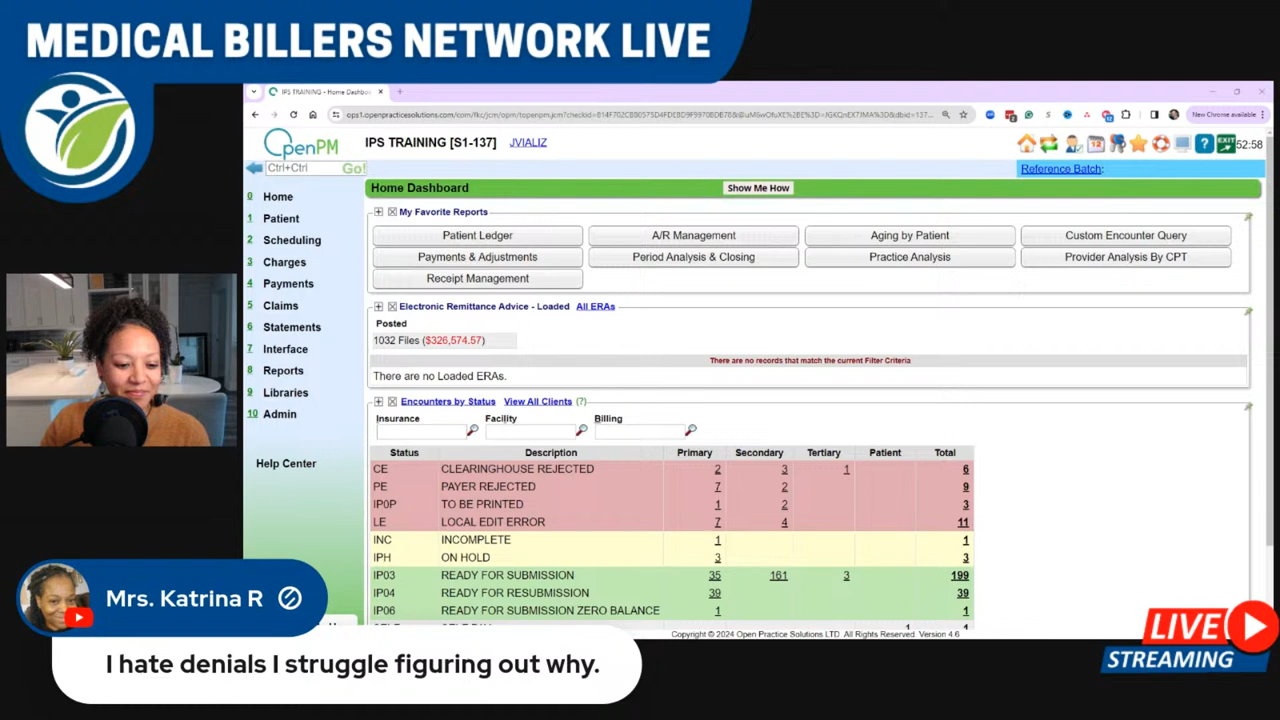 MEDICAL BILLERS NETWORK LIVE
IPS TRAINING - Home Dashbo
New Chrome available
OpenPM
IPS TRAINING [S1-137] JVIALIZ
EXIT 52:58
Ctrl+Ctrl Go!
Reference Batch:
Home Dashboard Show Me How
0 Home
1 Patient
2 Scheduling
3 Charges
4 Payments
5 Claims
6 Statements
7 Interface
8 Reports
9 Libraries
10 Admin
Help Center
My Favorite Reports
Patient Ledger A/R Management Aging by Patient Custom Encounter Query
Payments & Adjustments Period Analysis & Closing Practice Analysis Provider Analysis By CPT
Receipt Management
Electronic Remittance Advice - Loaded All ERAs
Posted
1032 Files ($326,574.57)
There are no records that match the current Filter Criteria
There are no Loaded ERAs.
Encounters by Status View All Clients (?)
Insurance Facility Billing
Status Description Primary Secondary Tertiary Patient Total
CE CLEARINGHOUSE REJECTED 2 3 1 6
PE PAYER REJECTED 7 2 9
IP0P TO BE PRINTED 1 2 3
LE LOCAL EDIT ERROR 7 4 11
INC INCOMPLETE 1 1
IPH ON HOLD 3 3
IP03 READY FOR SUBMISSION 35 161 3 199
IP04 READY FOR RESUBMISSION 39 39
IP06 READY FOR SUBMISSION ZERO BALANCE 1 1
Copyright © 2024 Open Practice Solutions LTD. All Rights Reserved. Version 4.6
Mrs. Katrina R
I hate denials I struggle figuring out why.
LIVE
STREAMING